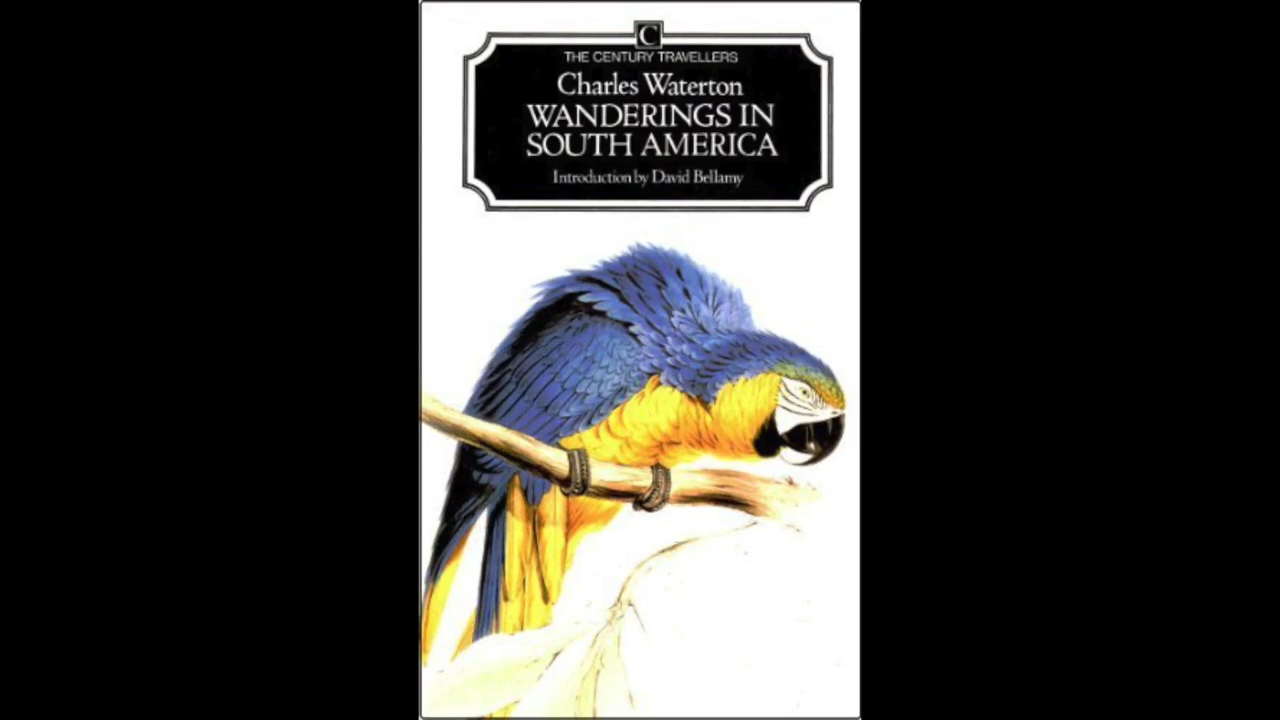 C
THE CENTURY TRAVELLERS
Charles Waterton
WANDERINGS IN
SOUTH AMERICA
Introduction by David Bellamy